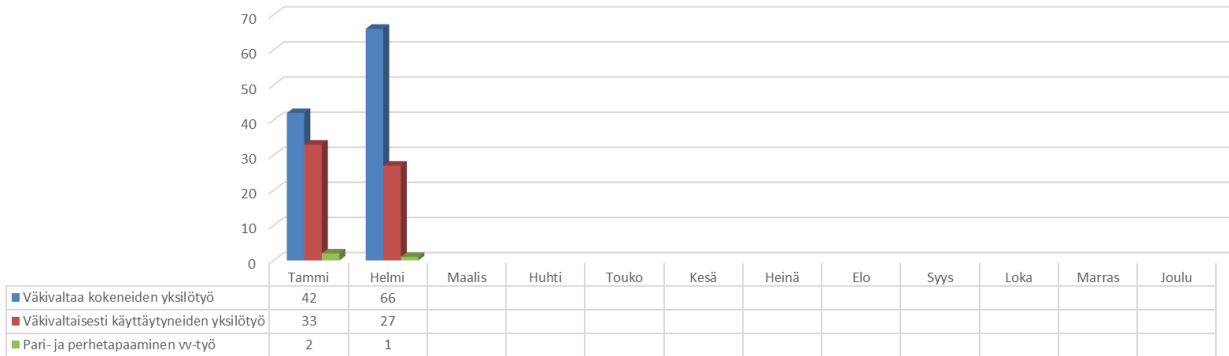 70
60
50
40
30
20
10
0
Tammi Helmi Maalis Huhti Touko Kesä Heinä Elo Syys Loka Marras Joulu
Väkivaltaa kokeneiden yksilötyö 42 66
Väkivaltaisesti käyttäytyneiden yksilötyö 33 27
Pari- ja perhetapaaminen vv-työ 2 1